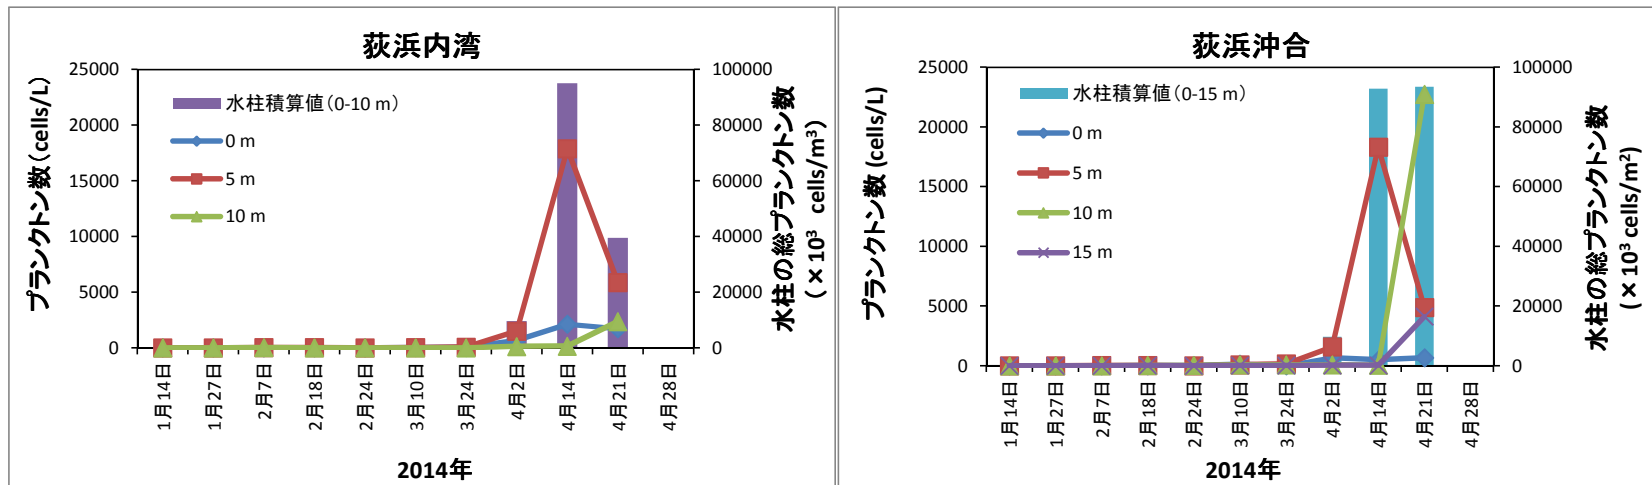 荻浜内湾
プランクトン数(cells/L)
25000
20000
15000
10000
5000
0
水柱積算値(0-10 m)
0 m
5 m
10 m
100000
80000
60000
40000
20000
0
水柱の総プランクトン数
(×10³ cells/m³)
1月14日
1月27日
2月7日
2月18日
2月24日
3月10日
3月24日
4月2日
4月14日
4月21日
4月28日
2014年
荻浜沖合
プランクトン数 (cells/L)
25000
20000
15000
10000
5000
0
水柱積算値(0-15 m)
0 m
5 m
10 m
15 m
100000
80000
60000
40000
20000
0
水柱の総プランクトン数
(×10³ cells/m²)
1月14日
1月27日
2月7日
2月18日
2月24日
3月10日
3月24日
4月2日
4月14日
4月21日
4月28日
2014年